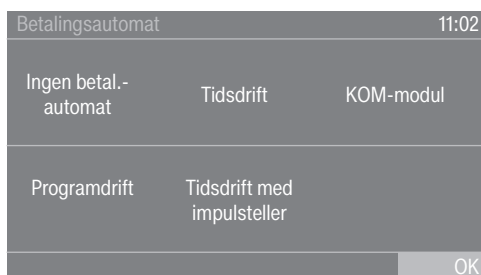 Betalingsautomat 11:02
Ingen betal.-
automat
Tidsdrift
KOM-modul
Programdrift
Tidsdrift med
impulsteller
OK